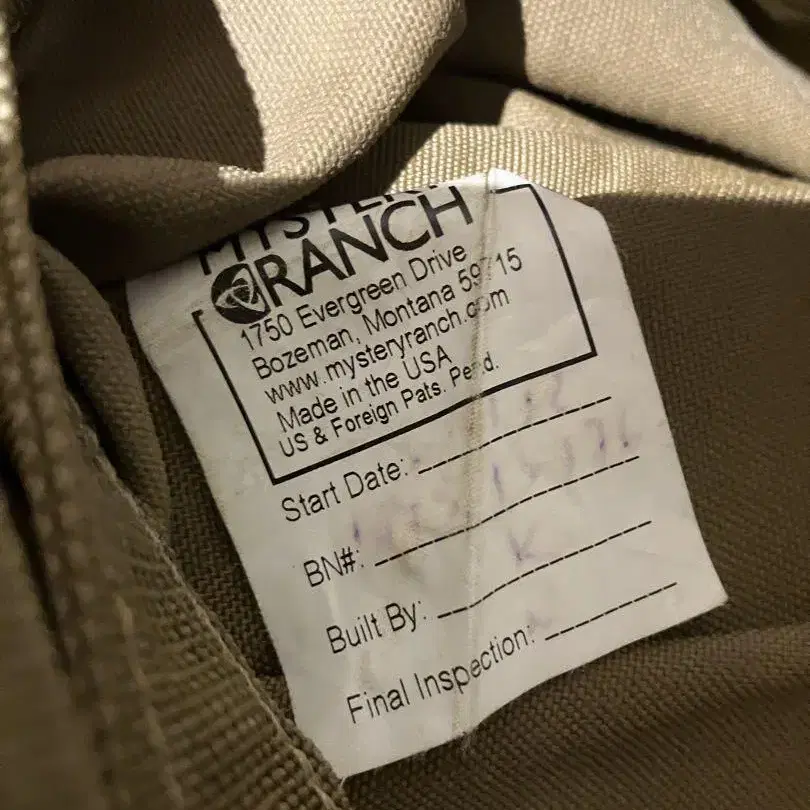 MYSTERY
RANCH
1750 Evergreen Drive
Bozeman, Montana 59715
www.mysteryranch.com
Made in the USA
US & Foreign Pats. Pend.
Start Date:
BN#:
Built By: K
Final Inspection: